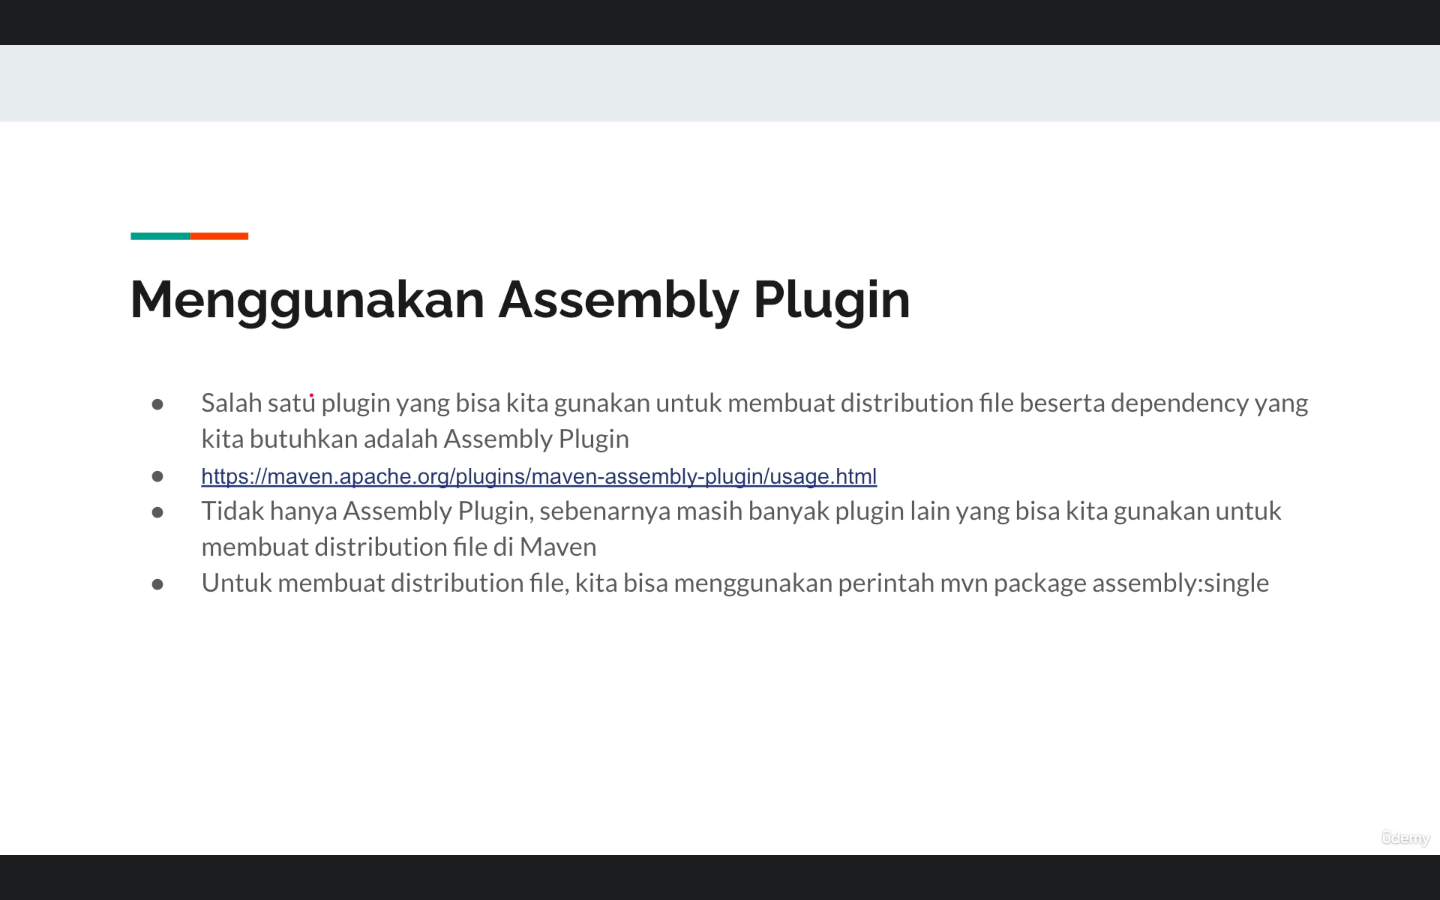 Menggunakan Assembly Plugin
● Salah satu plugin yang bisa kita gunakan untuk membuat distribution file beserta dependency yang
kita butuhkan adalah Assembly Plugin
● https://maven.apache.org/plugins/maven-assembly-plugin/usage.html
● Tidak hanya Assembly Plugin, sebenarnya masih banyak plugin lain yang bisa kita gunakan untuk
membuat distribution file di Maven
● Untuk membuat distribution file, kita bisa menggunakan perintah mvn package assembly:single
ûdemy